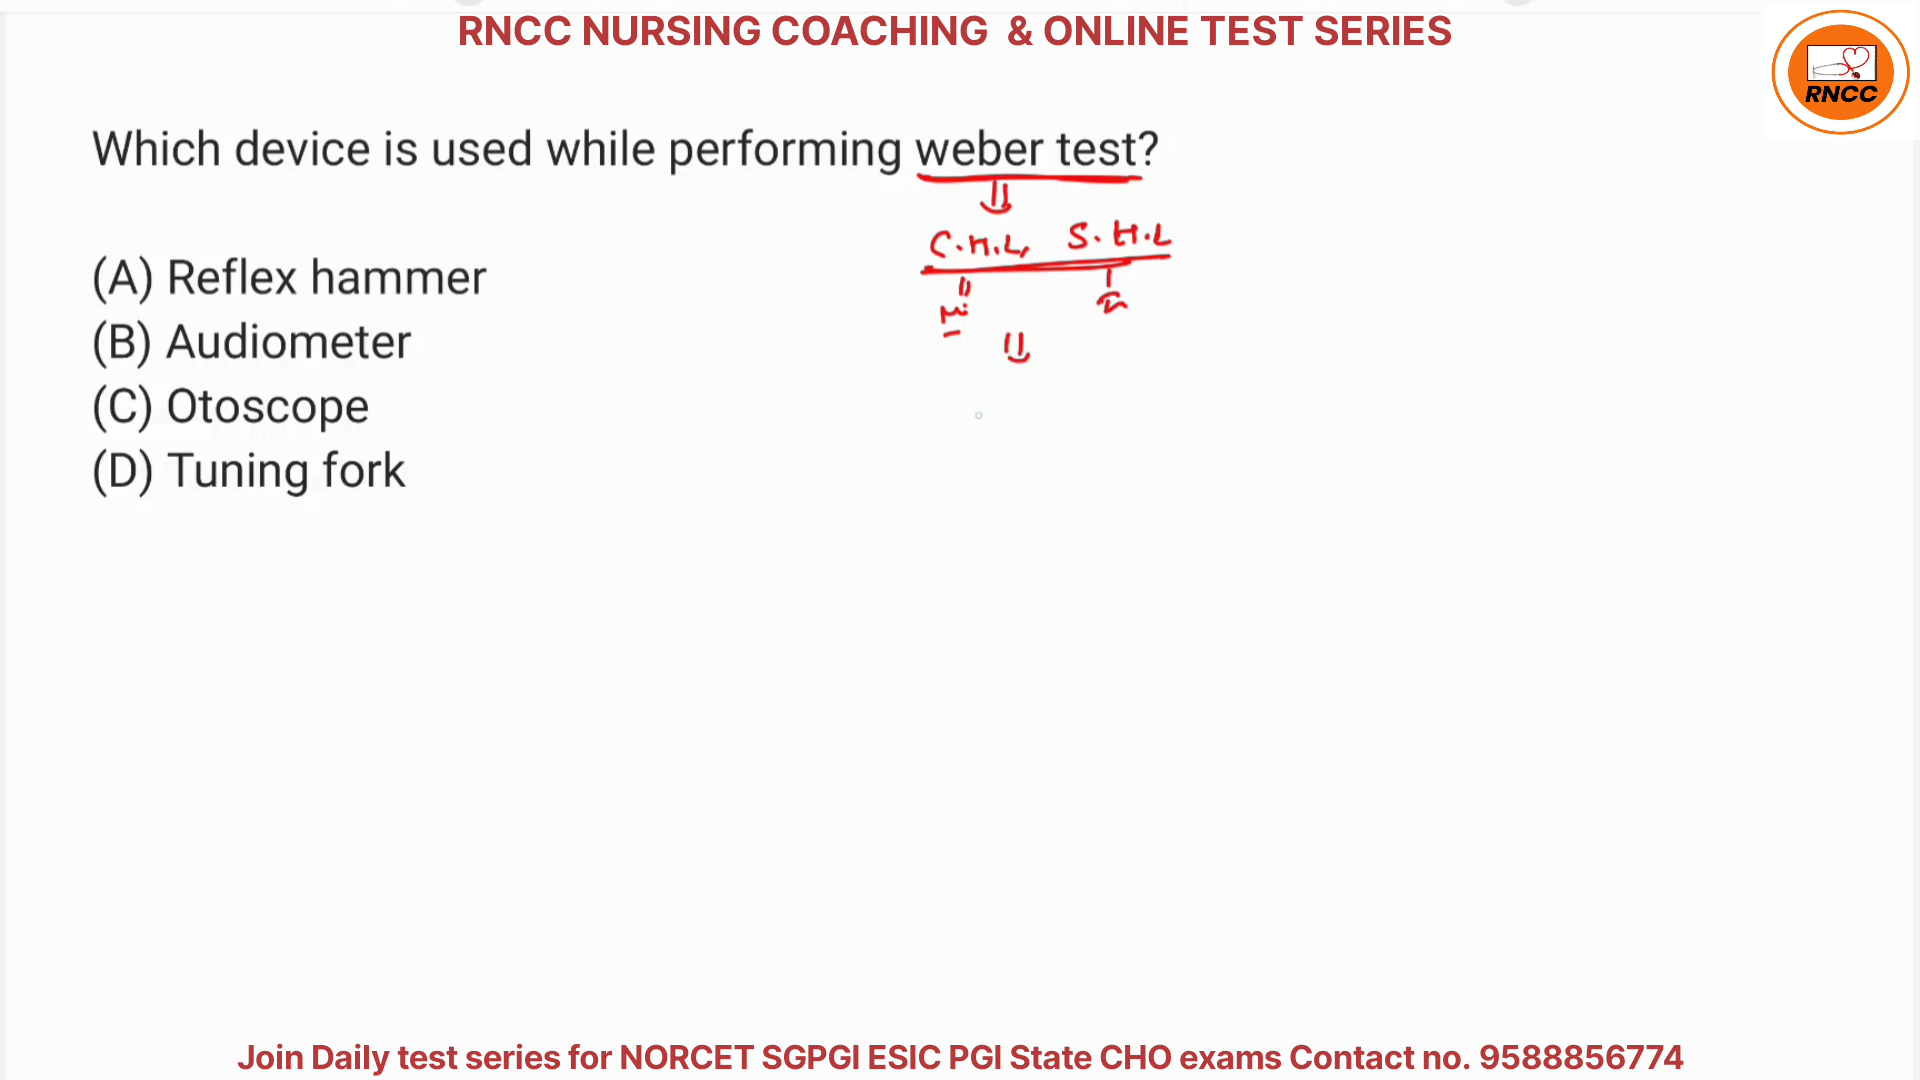 RNCC NURSING COACHING & ONLINE TEST SERIES
RNCC
Which device is used while performing weber test?
C.H.L, S.H.L
(A) Reflex hammer
(B) Audiometer
(C) Otoscope
(D) Tuning fork
Join Daily test series for NORCET SGPGI ESIC PGI State CHO exams Contact no. 9588856774